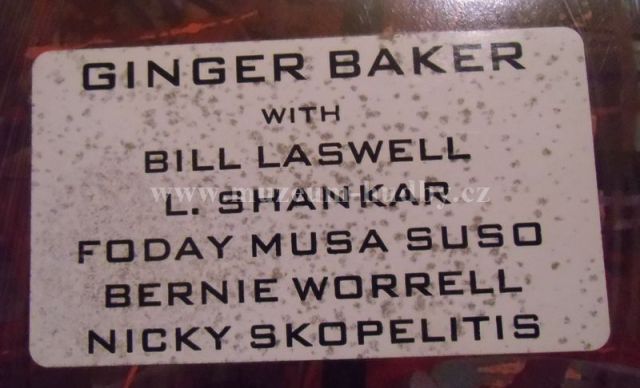 GINGER BAKER
WITH
BILL LASWELL
L. SHANKAR
FODAY MUSA SUSO
BERNIE WORRELL
NICKY SKOPELITIS